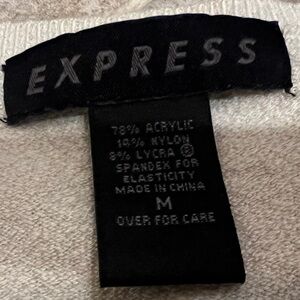 EXPRESS
78% ACRYLIC
14% NYLON
8% LYCRA ®
SPANDEX FOR
ELASTICITY
MADE IN CHINA
M
OVER FOR CARE